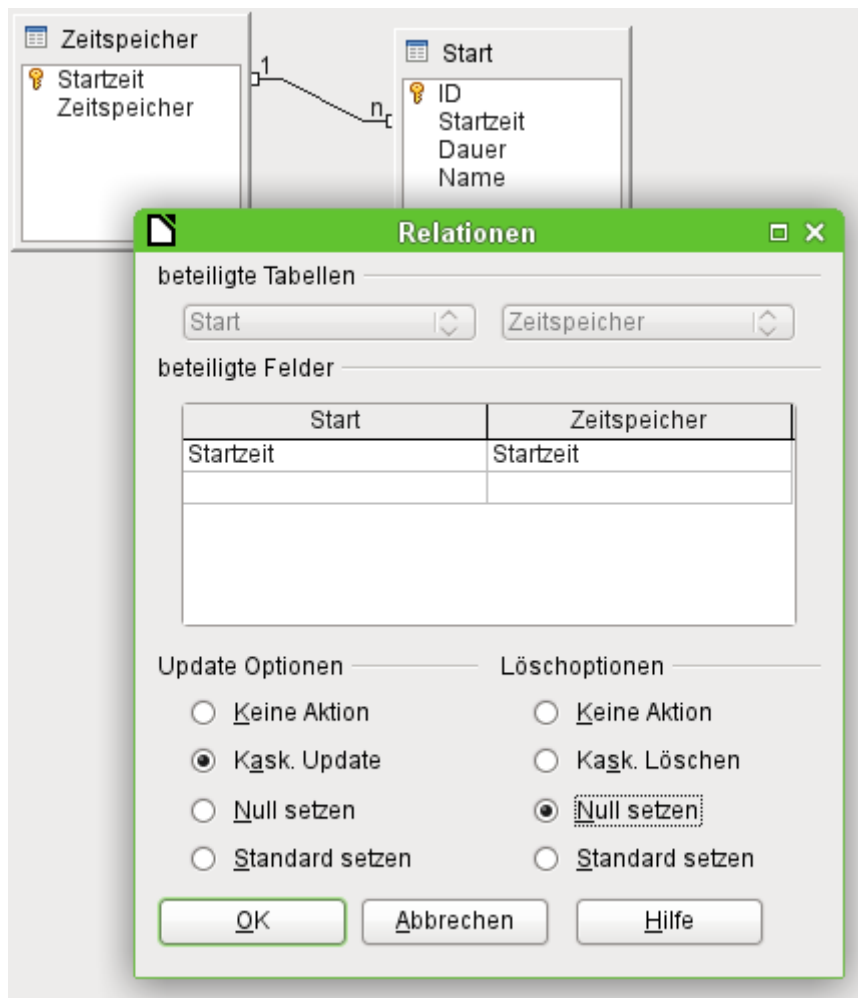 Zeitspeicher
Startzeit
Zeitspeicher
1
n
Start
ID
Startzeit
Dauer
Name
Relationen
beteiligte Tabellen
Start Zeitspeicher
beteiligte Felder
Start Zeitspeicher
Startzeit Startzeit
Update Optionen Löschoptionen
Keine Aktion Keine Aktion
Kask. Update Kask. Löschen
Null setzen Null setzen
Standard setzen Standard setzen
OK Abbrechen Hilfe